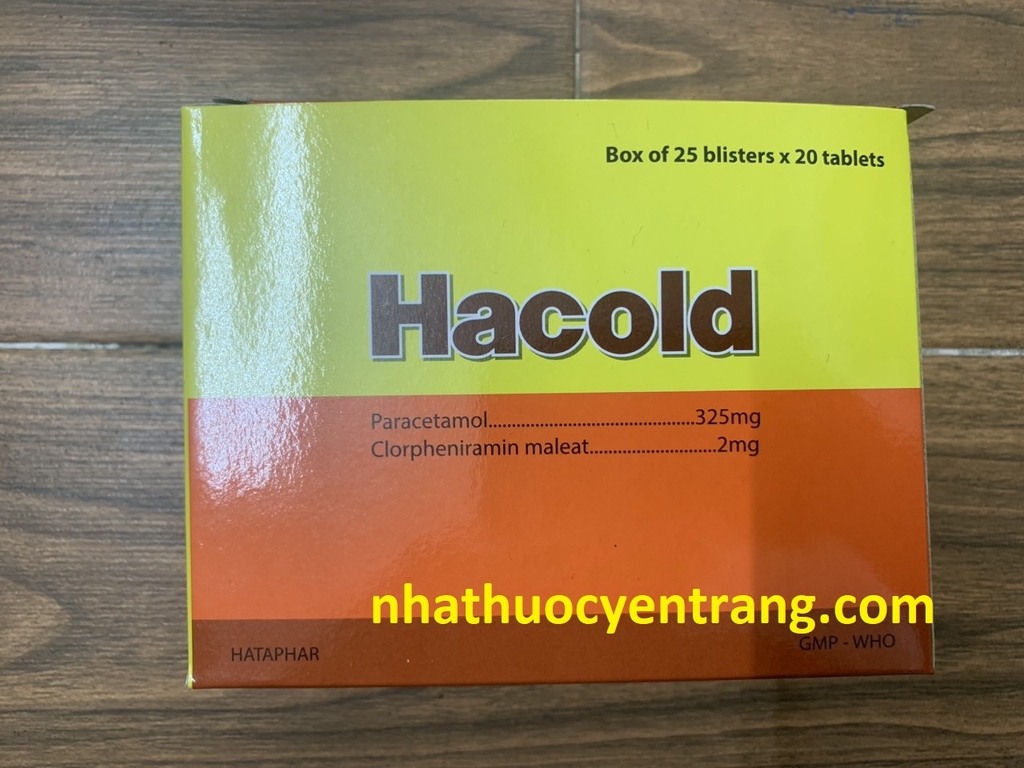 Box of 25 blisters x 20 tablets
Hacold
Paracetamol............................................325mg
Clorpheniramin maleat...........................2mg
nhathuocyentrang.com
HATAPHAR
GMP - WHO